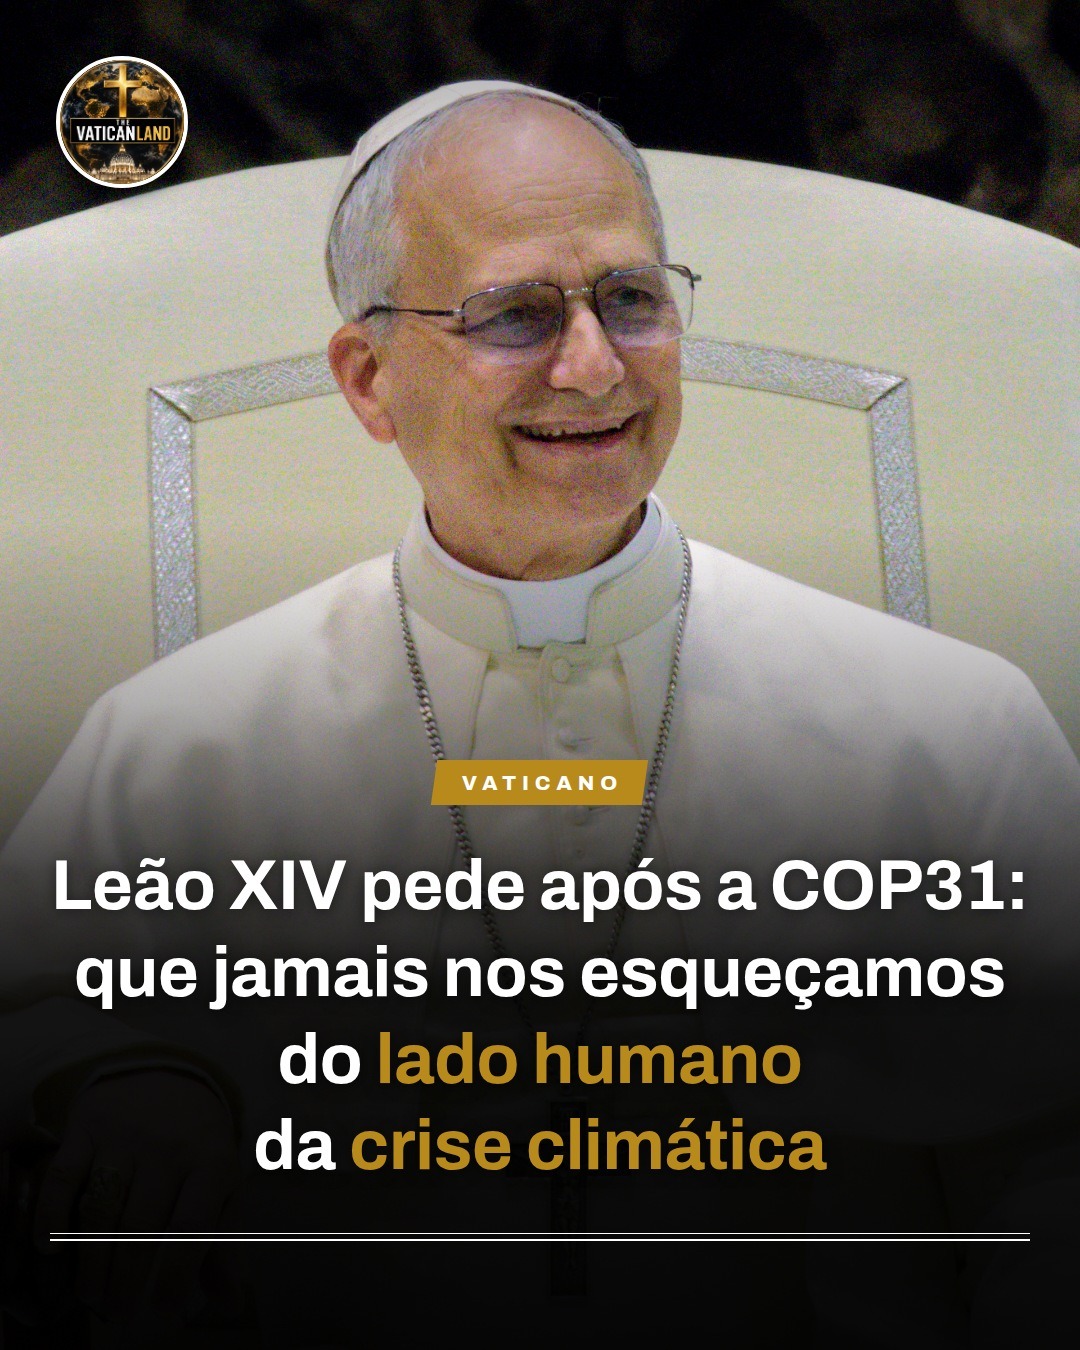 THE
VATICANLAND
VATICANO
Leão XIV pede após a COP31:
que jamais nos esqueçamos
do lado humano
da crise climática